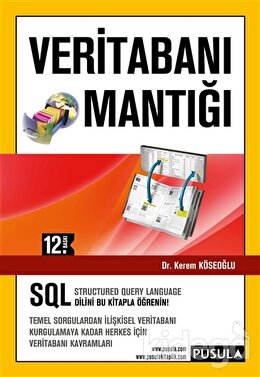 VERİTABANI
MANTIĞI
12.
BASKI
Dr. Kerem KÖSEOĞLU
SQL
STRUCTURED QUERY LANGUAGE
DİLİNİ BU KİTAPLA ÖĞRENİN!
TEMEL SORGULARDAN İLİŞKİSEL VERİTABANI
KURGULAMAYA KADAR HERKES İÇİN
VERİTABANI KAVRAMLARI
www.pusula.com
www.pusulakitaplik.com
PUSULA